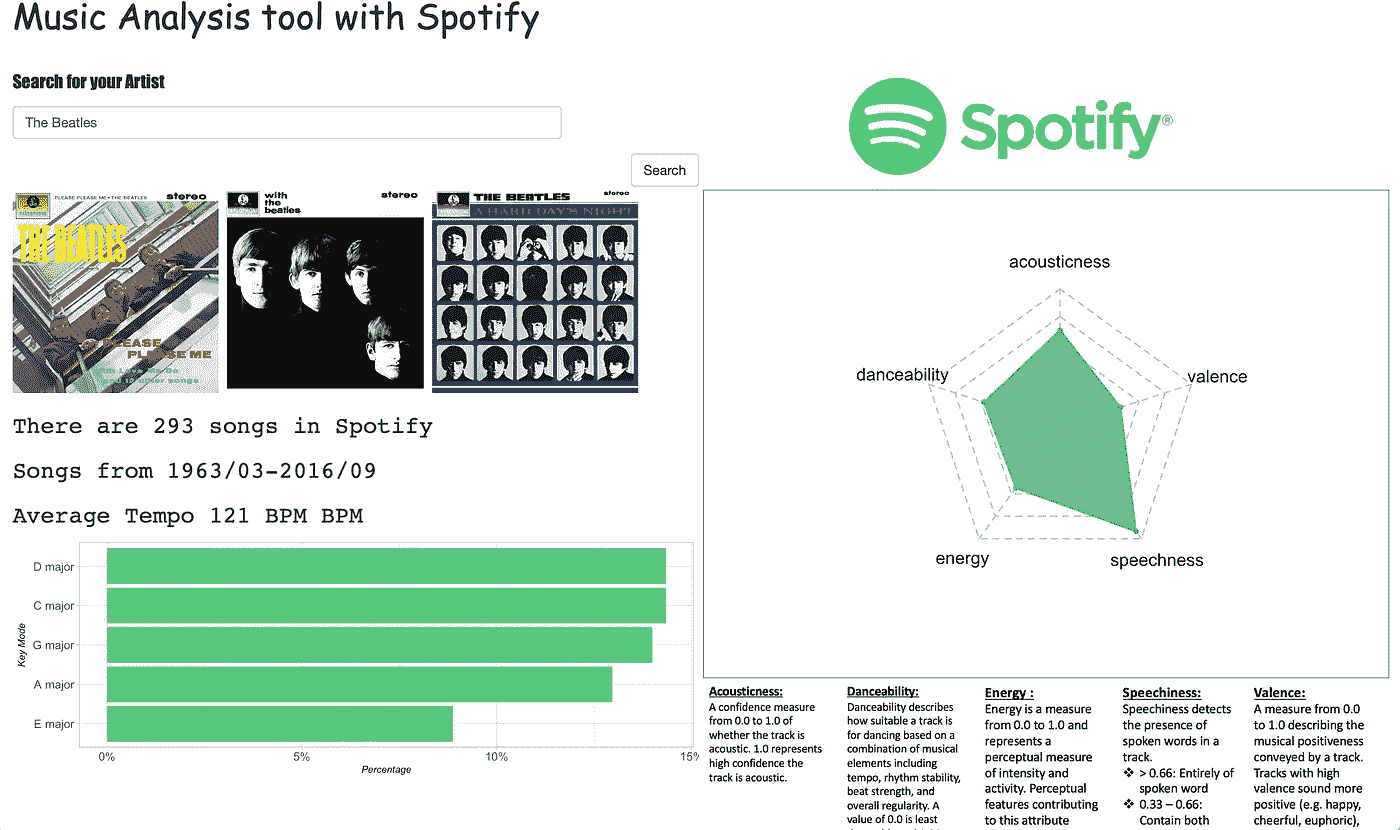 Music Analysis tool with Spotify
Search for your Artist
The Beatles
Search
PLEASE PLEASE ME • THE BEATLES
stereo
THE BEATLES
PLEASE
PLEASE ME
with Love Me Do
and 12 other songs
with
the
beatles
stereo
THE BEATLES
stereo
A HARD DAY'S NIGHT
There are 293 songs in Spotify
Songs from 1963/03-2016/09
Average Tempo 121 BPM BPM
Key Mode
D major
C major
G major
A major
E major
0%
5%
10%
15%
Percentage
Spotify®
acousticness
danceability
valence
energy
speechness
Acousticness:
A confidence measure
from 0.0 to 1.0 of
whether the track is
acoustic. 1.0 represents
high confidence the
track is acoustic.
Danceability:
Danceability describes
how suitable a track is
for dancing based on a
combination of musical
elements including
tempo, rhythm stability,
beat strength, and
overall regularity. A
value of 0.0 is least
Energy :
Energy is a measure
from 0.0 to 1.0 and
represents a
perceptual measure
of intensity and
activity. Perceptual
features contributing
to this attribute
Speechiness:
Speechiness detects
the presence of
spoken words in a
track.
❖ > 0.66: Entirely of
spoken word
❖ 0.33 – 0.66:
Contain both
Valence:
A measure from 0.0
to 1.0 describing the
musical positiveness
conveyed by a track.
Tracks with high
valence sound more
positive (e.g. happy,
cheerful, euphoric),